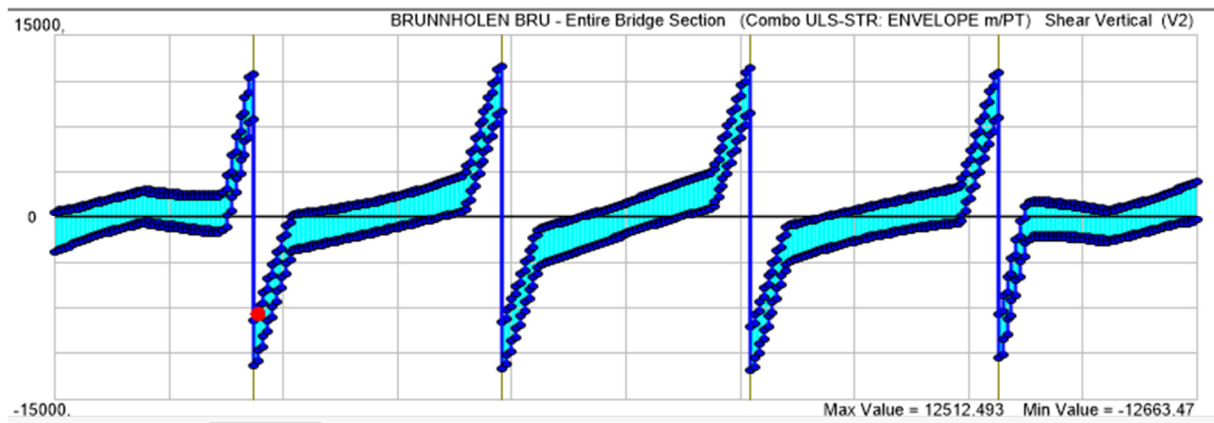 15000,
BRUNNHOLEN BRU - Entire Bridge Section (Combo ULS-STR: ENVELOPE m/PT) Shear Vertical (V2)
0
-15000.
Max Value = 12512.493 Min Value = -12663.47